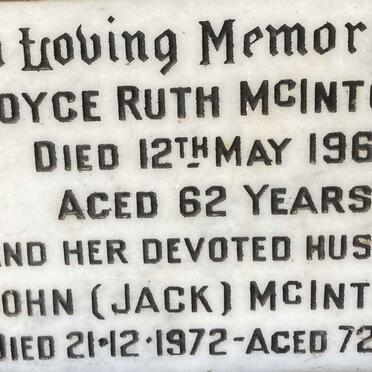 n Loving Memor
OYCE RUTH MCINT
DIED 12TH MAY 196
AGED 62 YEARS
ND HER DEVOTED HUS
OHN (JACK) MCINT
DIED 21·12·1972-AGED 72